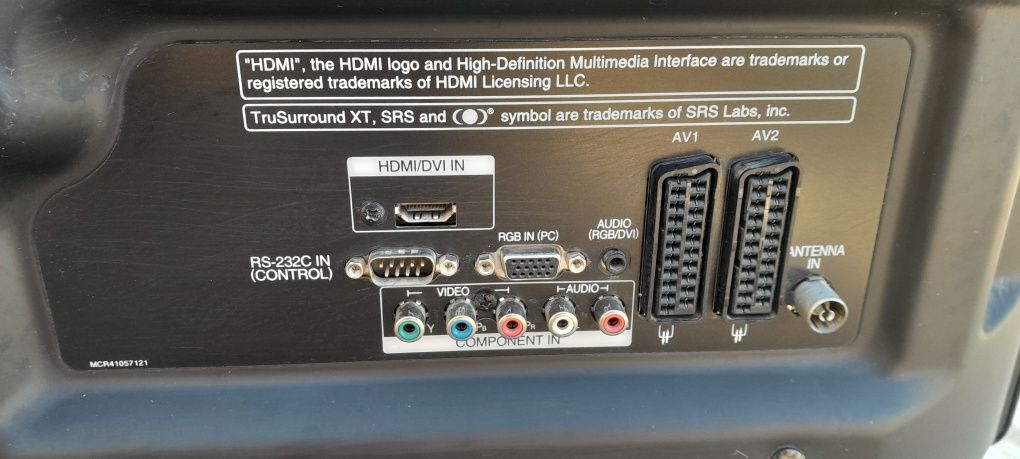 "HDMI", the HDMI logo and High-Definition Multimedia Interface are trademarks or
registered trademarks of HDMI Licensing LLC.
TruSurround XT, SRS and ® symbol are trademarks of SRS Labs, inc.
AV1
AV2
HDMI/DVI IN
AUDIO
(RGB/DVI)
RGB IN (PC)
RS-232C IN
(CONTROL)
ANTENNA
IN
VIDEO
AUDIO
Y
PB
PR
COMPONENT IN
MCR41057121